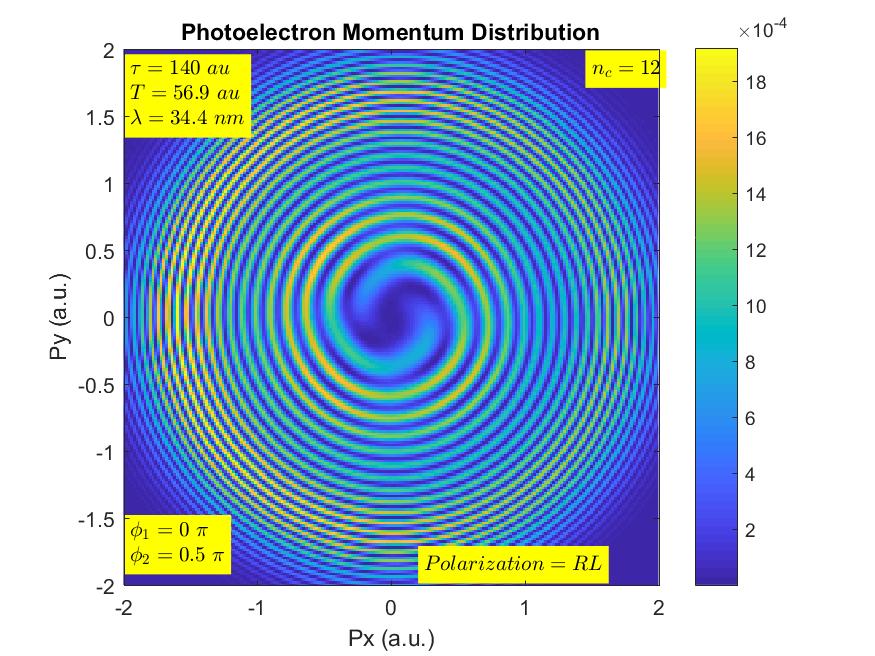 Photoelectron Momentum Distribution
×10⁻⁴
τ = 140 au
T = 56.9 au
λ = 34.4 nm
n_c = 12
ϕ₁ = 0 π
ϕ₂ = 0.5 π
Polarization = RL
2
1.5
1
0.5
0
-0.5
-1
-1.5
-2
Py (a.u.)
-2
-1
0
1
2
Px (a.u.)
18
16
14
12
10
8
6
4
2